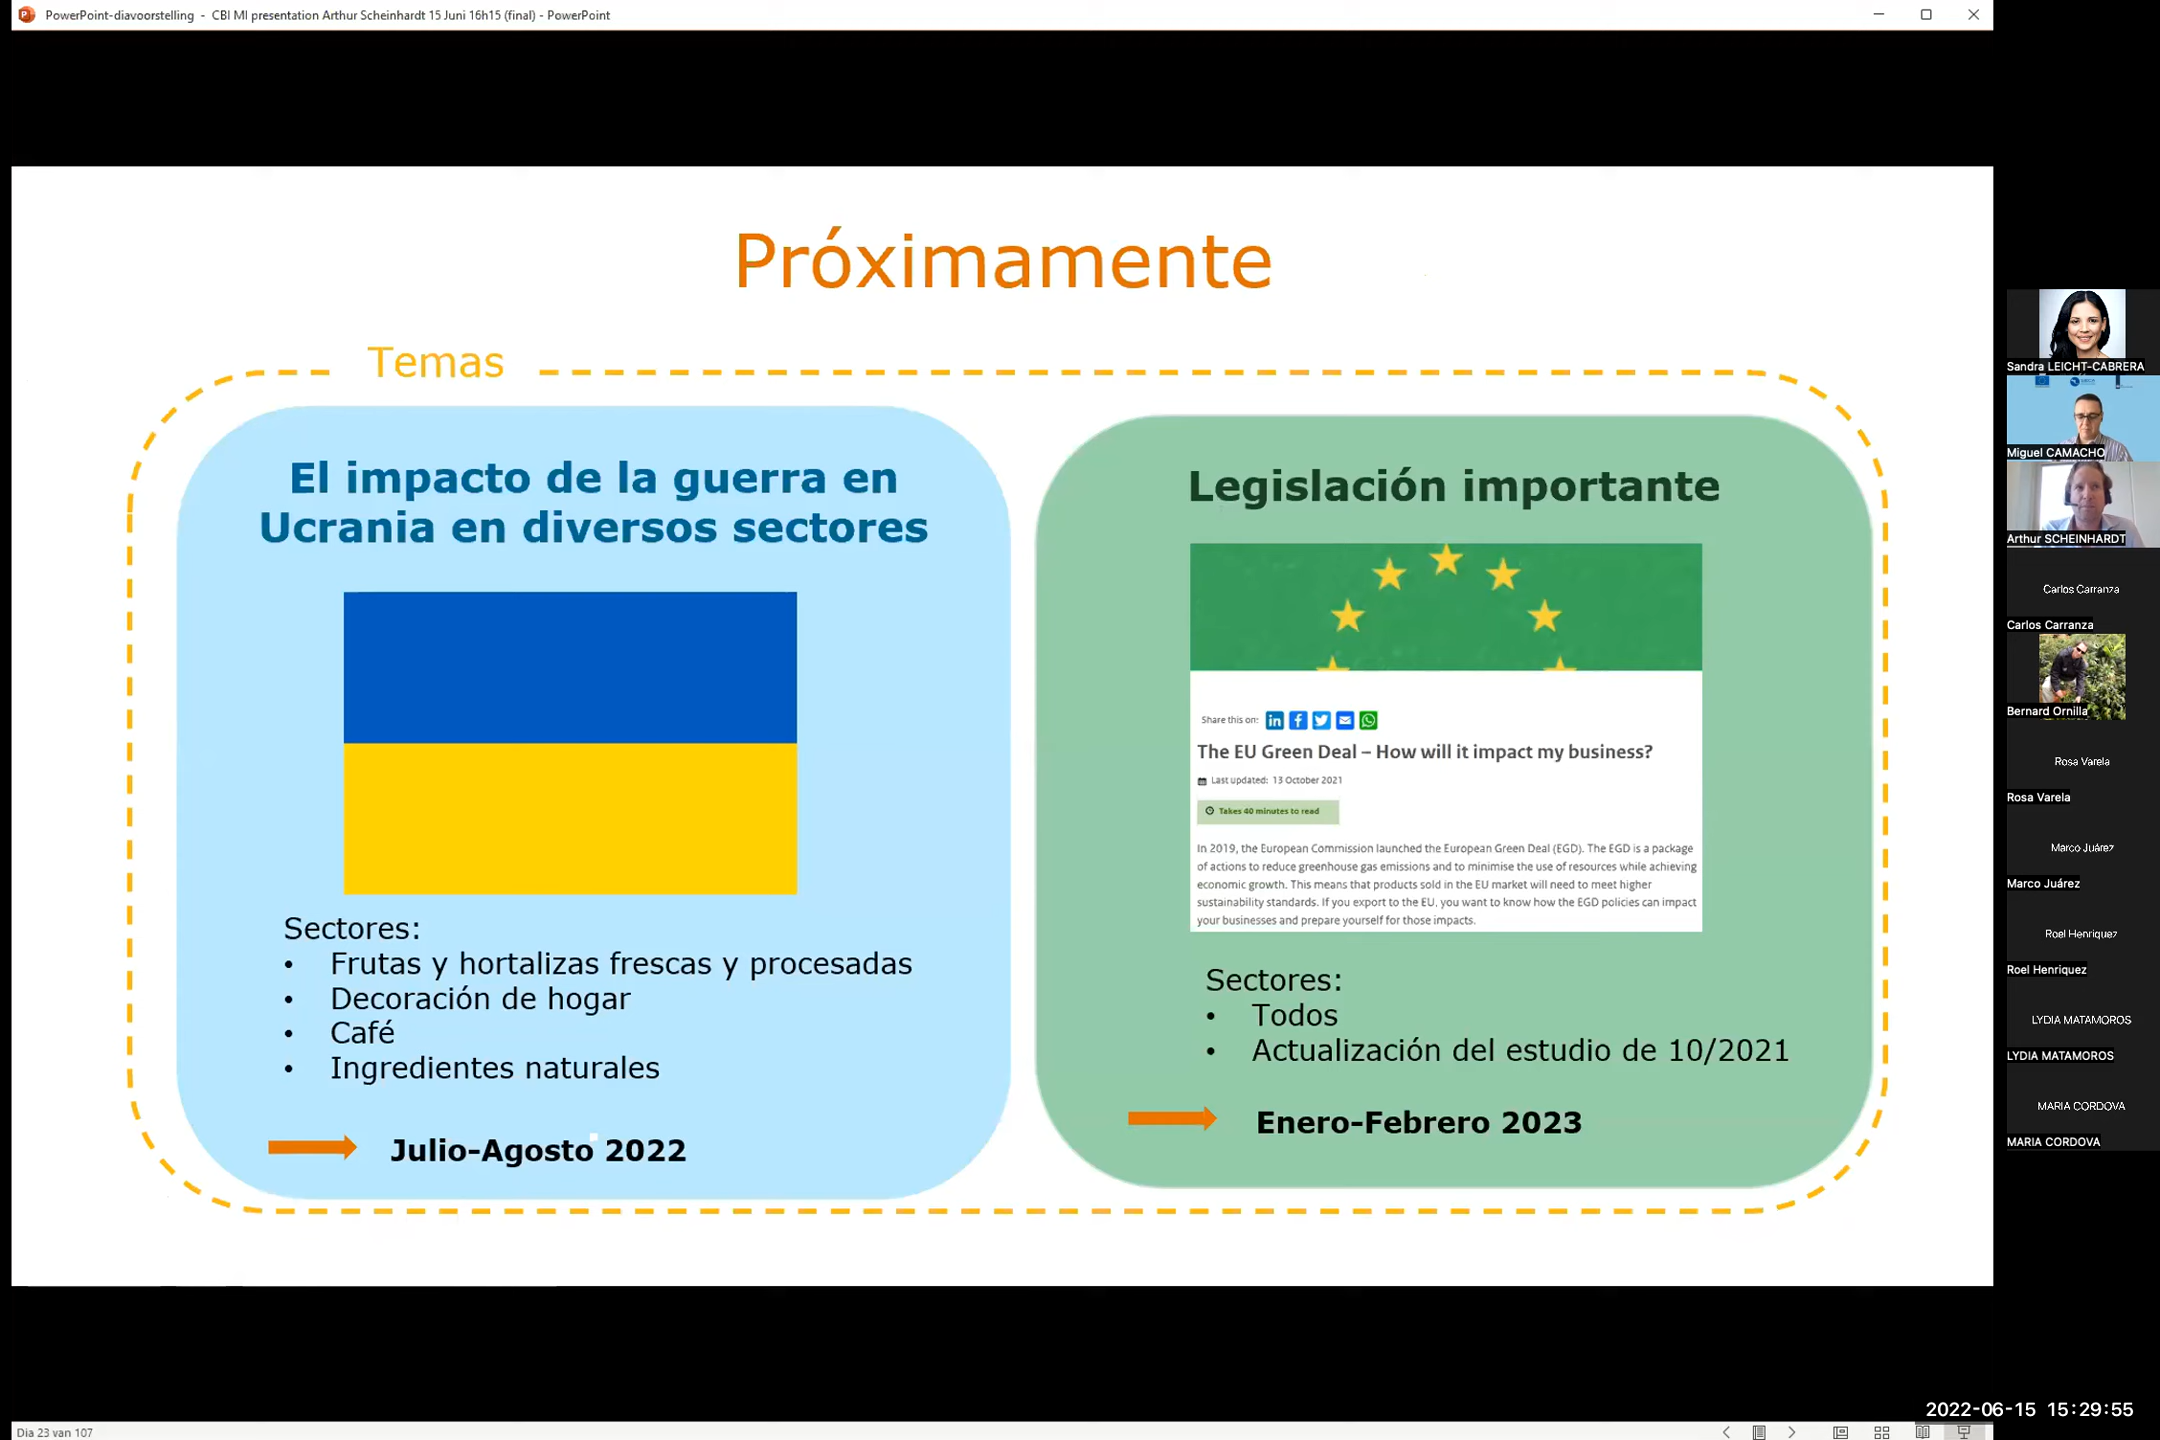 PowerPoint-diavoorstelling - CBI MI presentation Arthur Scheinhardt 15 Juni 16h15 (final) - PowerPoint
Próximamente
Temas
El impacto de la guerra en
Ucrania en diversos sectores
Sectores:
• Frutas y hortalizas frescas y procesadas
• Decoración de hogar
• Café
• Ingredientes naturales
Julio-Agosto 2022
Legislación importante
Share this on:
The EU Green Deal – How will it impact my business?
Last updated: 13 October 2021
Takes 40 minutes to read
In 2019, the European Commission launched the European Green Deal (EGD). The EGD is a package
of actions to reduce greenhouse gas emissions and to minimise the use of resources while achieving
economic growth. This means that products sold in the EU market will need to meet higher
sustainability standards. If you export to the EU, you want to know how the EGD policies can impact
your businesses and prepare yourself for those impacts.
Sectores:
• Todos
• Actualización del estudio de 10/2021
Enero-Febrero 2023
Sandra LEICHT-CABRERA
Miguel CAMACHO
Arthur SCHEINHARDT
Carlos Carranza
Carlos Carranza
Bernard Ornilla
Rosa Varela
Rosa Varela
Marco Juárez
Marco Juárez
Roel Henriquez
Roel Henriquez
LYDIA MATAMOROS
LYDIA MATAMOROS
MARIA CORDOVA
MARIA CORDOVA
2022-06-15 15:29:55
Dia 23 van 107